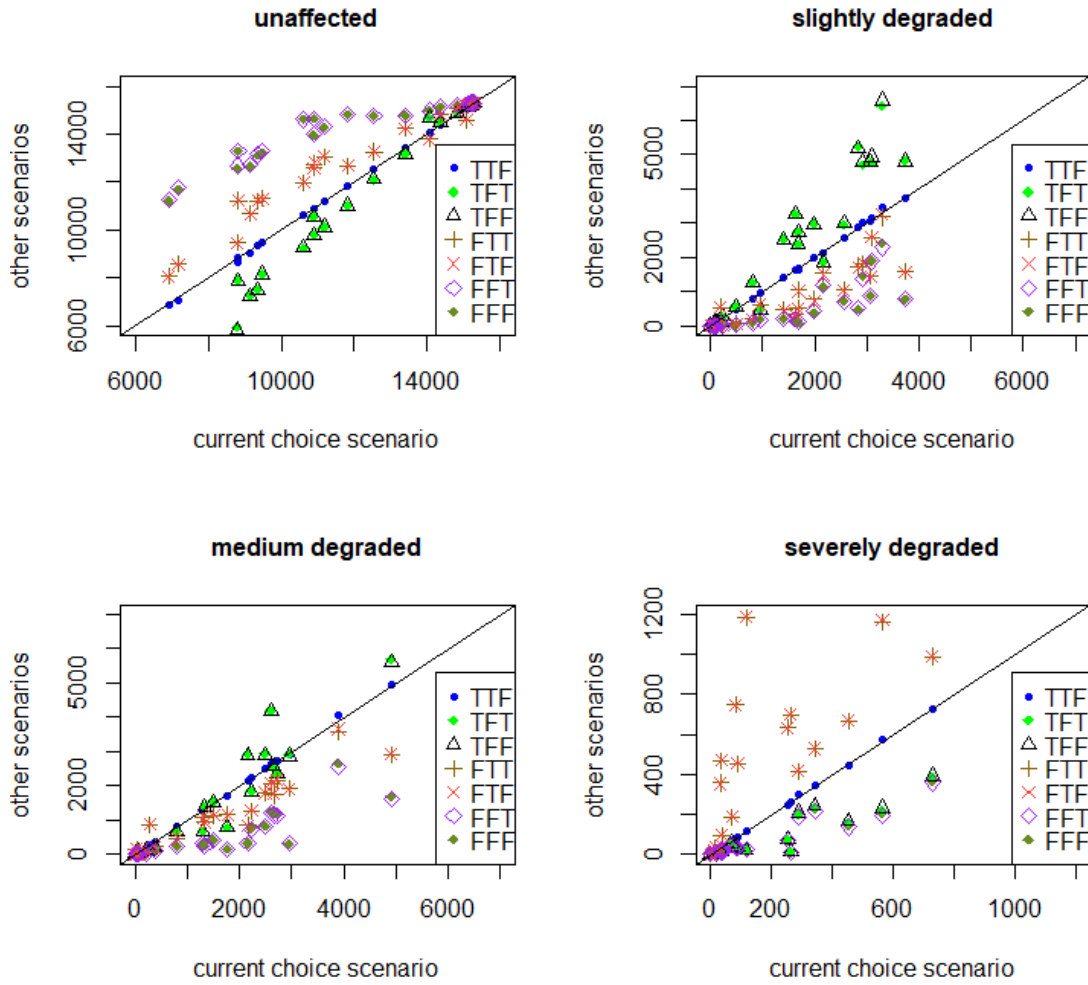 unaffected
other scenarios
14000
10000
6000
TTF
TFT
TFF
FTT
FTF
FFT
FFF
6000 10000 14000
current choice scenario
slightly degraded
other scenarios
5000
2000
0
TTF
TFT
TFF
FTT
FTF
FFT
FFF
0 2000 4000 6000
current choice scenario
medium degraded
other scenarios
5000
2000
0
TTF
TFT
TFF
FTT
FTF
FFT
FFF
0 2000 4000 6000
current choice scenario
severely degraded
other scenarios
1200
800
400
0
TTF
TFT
TFF
FTT
FTF
FFT
FFF
0 200 600 1000
current choice scenario